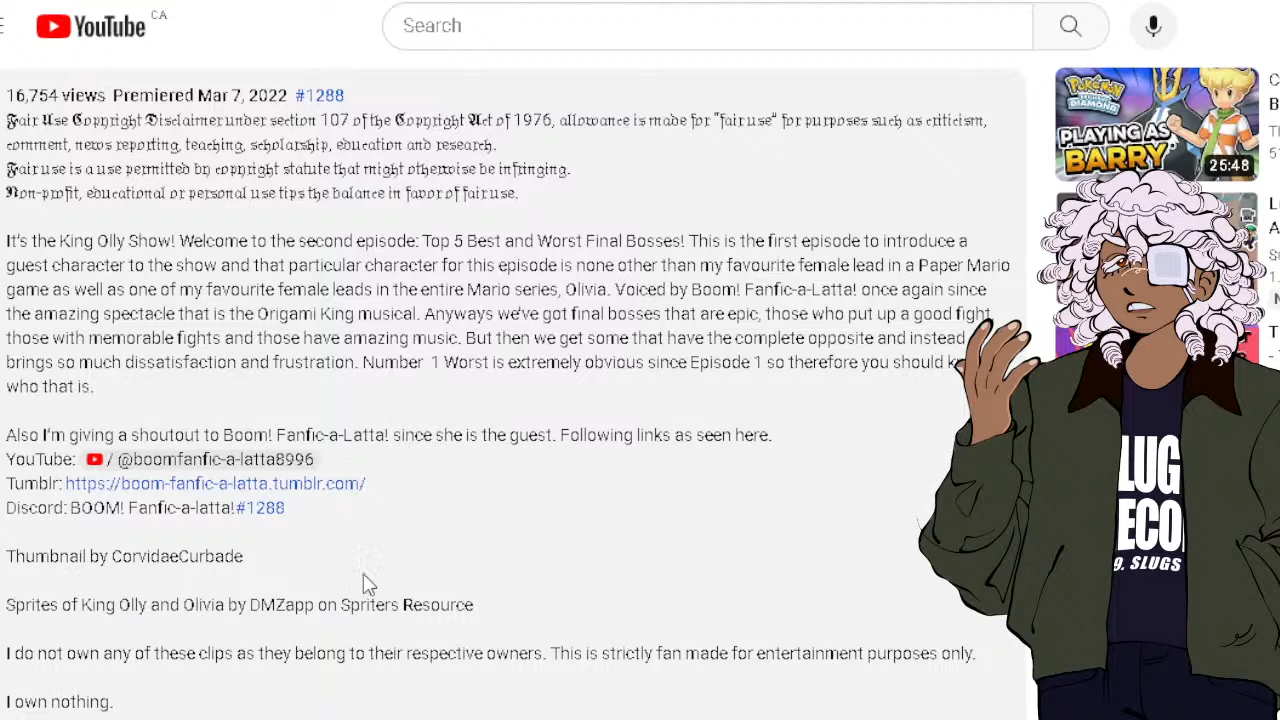 YouTube CA
Search
16,754 views Premiered Mar 7, 2022 #1288
Fair Use Copyright Disclaimer under section 107 of the Copyright Act of 1976, allowance is made for "fair use" for purposes such as criticism,
comment, news reporting, teaching, scholarship, education and research.
Fair use is a use permitted by copyright statute that might otherwise be infringing.
Non-profit, educational or personal use tips the balance in favor of fair use.
It's the King Olly Show! Welcome to the second episode: Top 5 Best and Worst Final Bosses! This is the first episode to introduce a
guest character to the show and that particular character for this episode is none other than my favourite female lead in a Paper Mario
game as well as one of my favourite female leads in the entire Mario series, Olivia. Voiced by Boom! Fanfic-a-Latta! once again since
the amazing spectacle that is the Origami King musical. Anyways we've got final bosses that are epic, those who put up a good fight,
those with memorable fights and those have amazing music. But then we get some that have the complete opposite and instead
brings so much dissatisfaction and frustration. Number 1 Worst is extremely obvious since Episode 1 so therefore you should
who that is.
Also I'm giving a shoutout to Boom! Fanfic-a-Latta! since she is the guest. Following links as seen here.
YouTube: / @boomfanfic-a-latta8996
Tumblr: https://boom-fanfic-a-latta.tumblr.com/
Discord: BOOM! Fanfic-a-latta!#1288
Thumbnail by CorvidaeCurbade
Sprites of King Olly and Olivia by DMZapp on Spriters Resource
I do not own any of these clips as they belong to their respective owners. This is strictly fan made for entertainment purposes only.
I own nothing.
POKÉMON
DIAMOND
PLAYING AS
BARRY
25:48
LUG
ECO
9. SLUGS